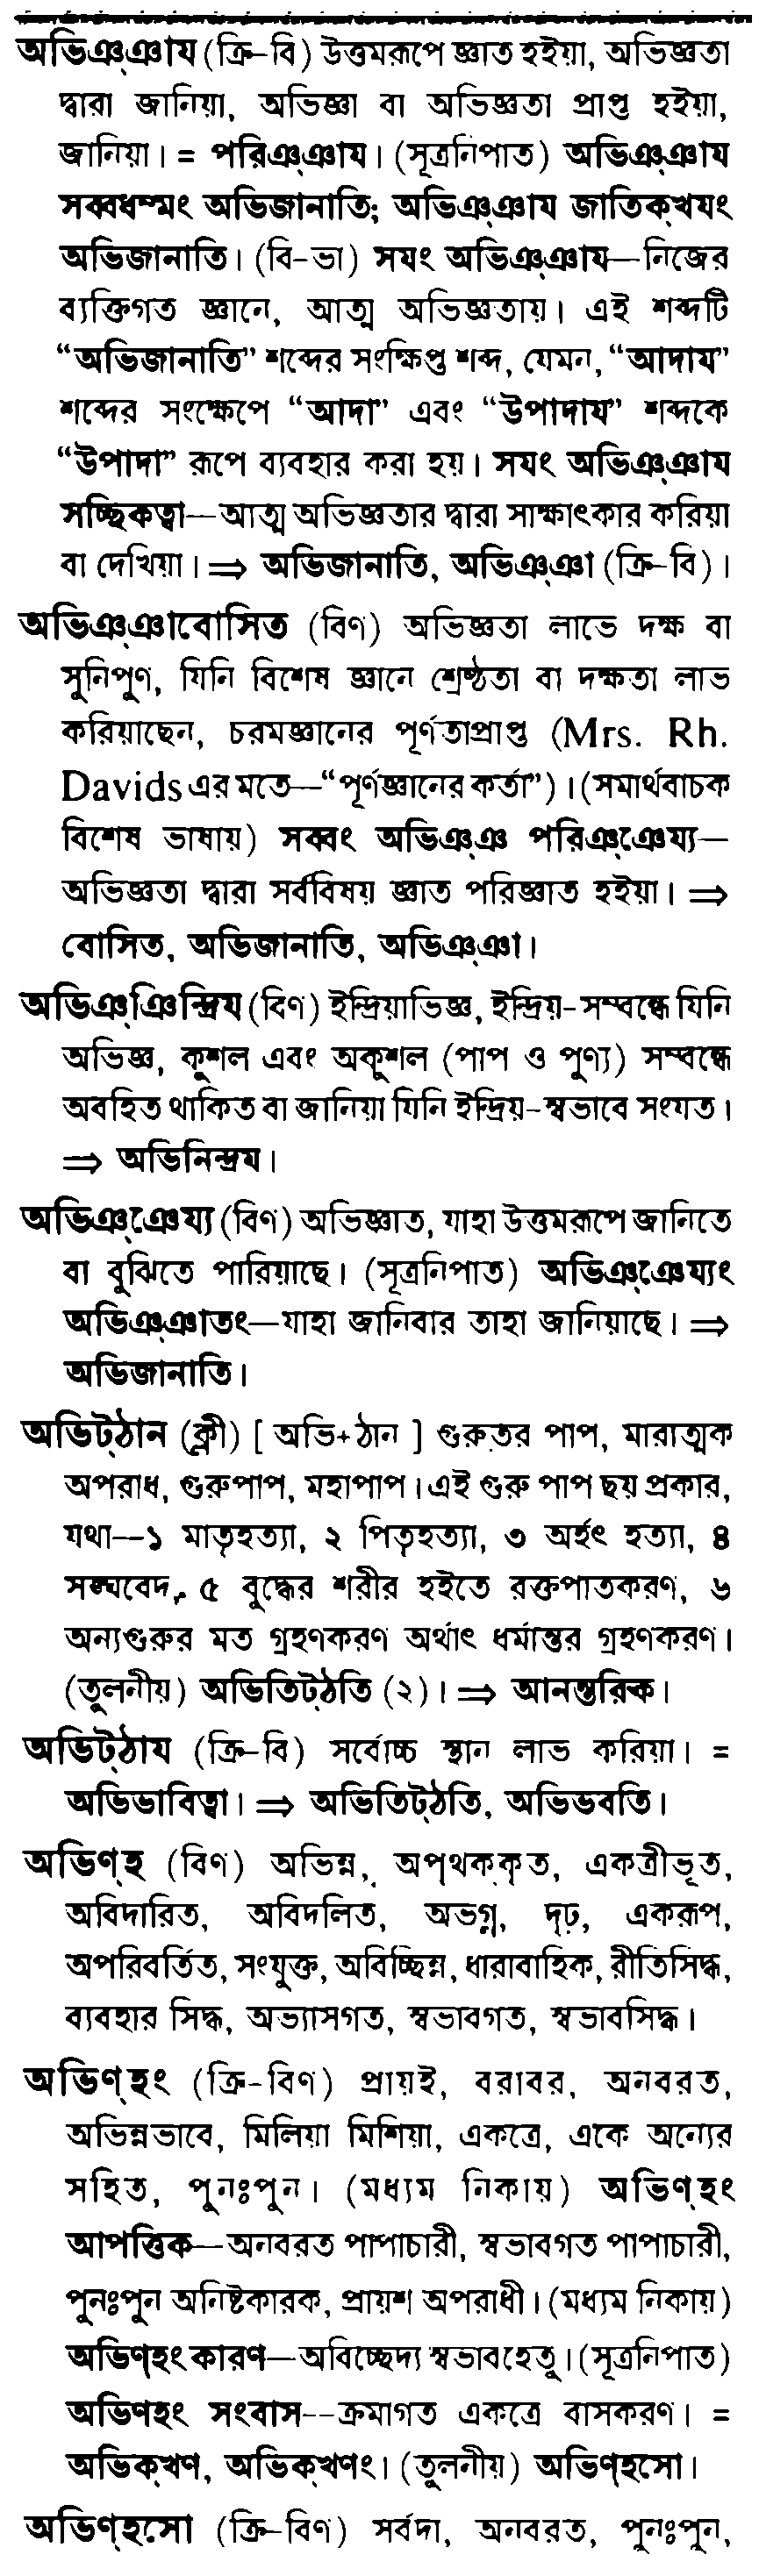 অভিঞ্ঞায (ক্রি-বি) উত্তমরূপে জ্ঞাত হইয়া, অভিজ্ঞতা
দ্বারা জানিয়া, অভিজ্ঞা বা অভিজ্ঞতা প্রাপ্ত হইয়া,
জানিয়া। = পরিঞ্ঞায। (সূত্রনিপাত) অভিঞ্ঞায
সব্বধম্মং অভিজানাতি; অভিঞ্ঞায জাতিক্খযং
অভিজানাতি। (বি-ভা) সযং অভিঞ্ঞায—নিজের
ব্যক্তিগত জ্ঞানে, আত্ম অভিজ্ঞতায়। এই শব্দটি
“অভিজানাতি” শব্দের সংক্ষিপ্ত শব্দ, যেমন, “আদায”
শব্দের সংক্ষেপে “আদা” এবং “উপাদায” শব্দকে
“উপাদা” রূপে ব্যবহার করা হয়। সযং অভিঞ্ঞায
সচ্ছিকত্বা—আত্ম অভিজ্ঞতার দ্বারা সাক্ষাৎকার করিয়া
বা দেখিয়া। ⇒ অভিজানাতি, অভিঞ্ঞা (ক্রি-বি)।
অভিঞ্ঞাবোসিত (বিণ) অভিজ্ঞতা লাভে দক্ষ বা
সুনিপুণ, যিনি বিশেষ জ্ঞানে শ্রেষ্ঠতা বা দক্ষতা লাভ
করিয়াছেন, চরমজ্ঞানের পূর্ণতাপ্রাপ্ত (Mrs. Rh.
Davids এর মতে—“পূর্ণজ্ঞানের কর্তা”)। (সমার্থবাচক
বিশেষ ভাষায়) সব্বং অভিঞ্ঞ পরিঞ্ঞেয্য—
অভিজ্ঞতা দ্বারা সর্ববিষয় জ্ঞাত পরিজ্ঞাত হইয়া। ⇒
বোসিত, অভিজানাতি, অভিঞ্ঞা।
অভিঞ্ঞিন্দ্রিয (বিণ) ইন্দ্রিয়াভিজ্ঞ, ইন্দ্রিয়-সম্বন্ধে যিনি
অভিজ্ঞ, কুশল এবং অকুশল (পাপ ও পুণ্য) সম্বন্ধে
অবহিত থাকিত বা জানিয়া যিনি ইন্দ্রিয়-স্বভাবে সংযত।
⇒ অভিনিন্দ্রয।
অভিঞ্ঞেয্য (বিণ) অভিজ্ঞাত, যাহা উত্তমরূপে জানিতে
বা বুঝিতে পারিয়াছে। (সূত্রনিপাত) অভিঞ্ঞেয্যং
অভিঞ্ঞাতং—যাহা জানিবার তাহা জানিয়াছে। ⇒
অভিজানাতি।
অভিট্ঠান (ক্লী) [ অভি+ঠান ] গুরুতর পাপ, মারাত্মক
অপরাধ, গুরুপাপ, মহাপাপ। এই গুরু পাপ ছয় প্রকার,
যথা—১ মাতৃহত্যা, ২ পিতৃহত্যা, ৩ অর্হৎ হত্যা, ৪
সঙ্ঘবেদ, ৫ বুদ্ধের শরীর হইতে রক্তপাতকরণ, ৬
অন্যগুরুর মত গ্রহণকরণ অর্থাৎ ধর্মান্তর গ্রহণকরণ।
(তুলনীয়) অভিতিট্ঠতি (২)। ⇒ আনন্তরিক।
অভিট্ঠায (ক্রি-বি) সর্বোচ্চ স্থান লাভ করিয়া। =
অভিভাবিত্বা। ⇒ অভিতিট্ঠতি, অভিভবতি।
অভিণ্হ (বিণ) অভিন্ন, অপৃথককৃত, একত্রীভূত,
অবিদারিত, অবিদলিত, অভগ্ন, দৃঢ়, একরূপ,
অপরিবর্তিত, সংযুক্ত, অবিচ্ছিন্ন, ধারাবাহিক, রীতিসিদ্ধ,
ব্যবহার সিদ্ধ, অভ্যাসগত, স্বভাবগত, স্বভাবসিদ্ধ।
অভিণ্হং (ক্রি-বিণ) প্রায়ই, বরাবর, অনবরত,
অভিন্নভাবে, মিলিয়া মিশিয়া, একত্রে, একে অন্যের
সহিত, পুনঃপুন। (মধ্যম নিকায়) অভিণ্হং
আপত্তিক—অনবরত পাপাচারী, স্বভাবগত পাপাচারী,
পুনঃপুন অনিষ্টকারক, প্রায়শ অপরাধী। (মধ্যম নিকায়)
অভিণ্হং কারণ—অবিচ্ছেদ্য স্বভাবহেতু। (সূত্রনিপাত)
অভিণহং সংবাস--ক্রমাগত একত্রে বাসকরণ। =
অভিক্খণ, অভিক্খণং। (তুলনীয়) অভিণ্হসো।
অভিণ্হসো (ক্রি-বিণ) সর্বদা, অনবরত, পুনঃপুন,